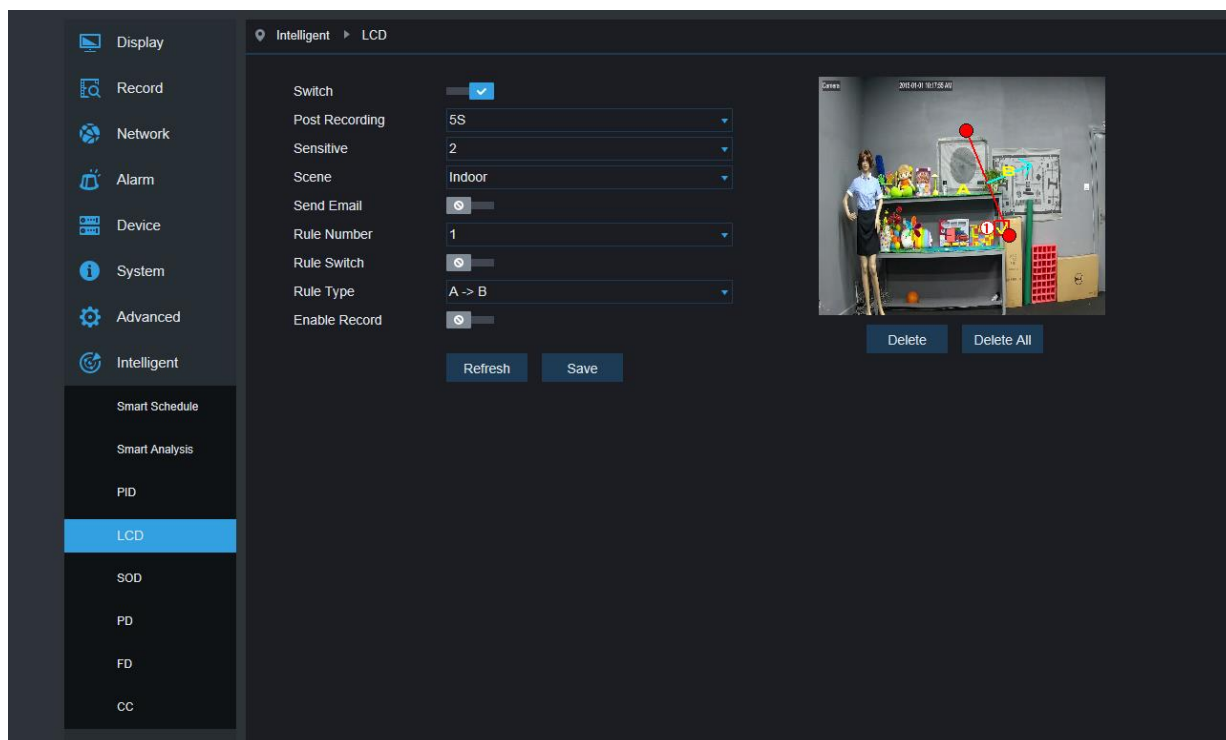 Display
Record
Network
Alarm
Device
System
Advanced
Intelligent
Smart Schedule
Smart Analysis
PID
LCD
SOD
PD
FD
CC
Intelligent LCD
Switch
Post Recording 5S
Sensitive 2
Scene Indoor
Send Email
Rule Number 1
Rule Switch
Rule Type A -> B
Enable Record
Refresh Save
Camera
A
B
1
Delete Delete All